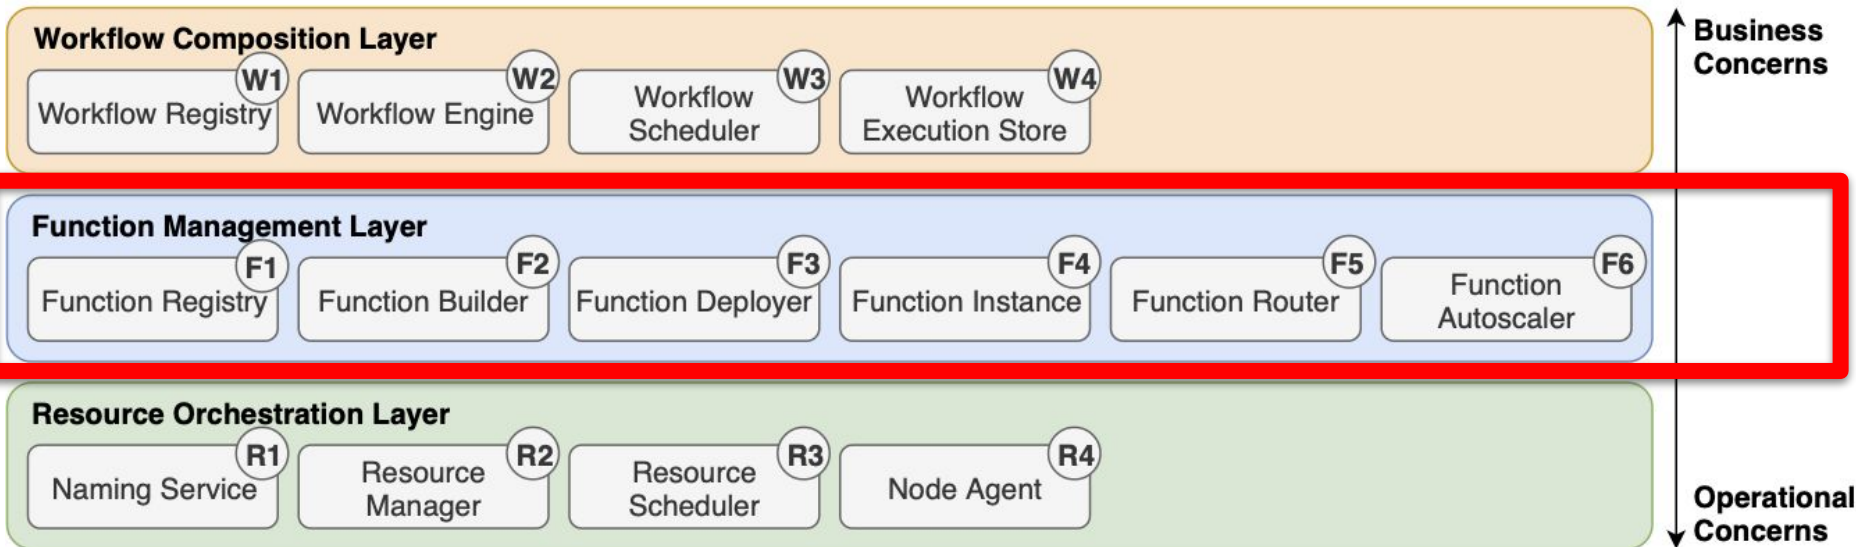 Workflow Composition Layer
W1
Workflow Registry
W2
Workflow Engine
W3
Workflow
Scheduler
W4
Workflow
Execution Store
Business
Concerns
Function Management Layer
F1
Function Registry
F2
Function Builder
F3
Function Deployer
F4
Function Instance
F5
Function Router
F6
Function
Autoscaler
Resource Orchestration Layer
R1
Naming Service
R2
Resource
Manager
R3
Resource
Scheduler
R4
Node Agent
Operational
Concerns